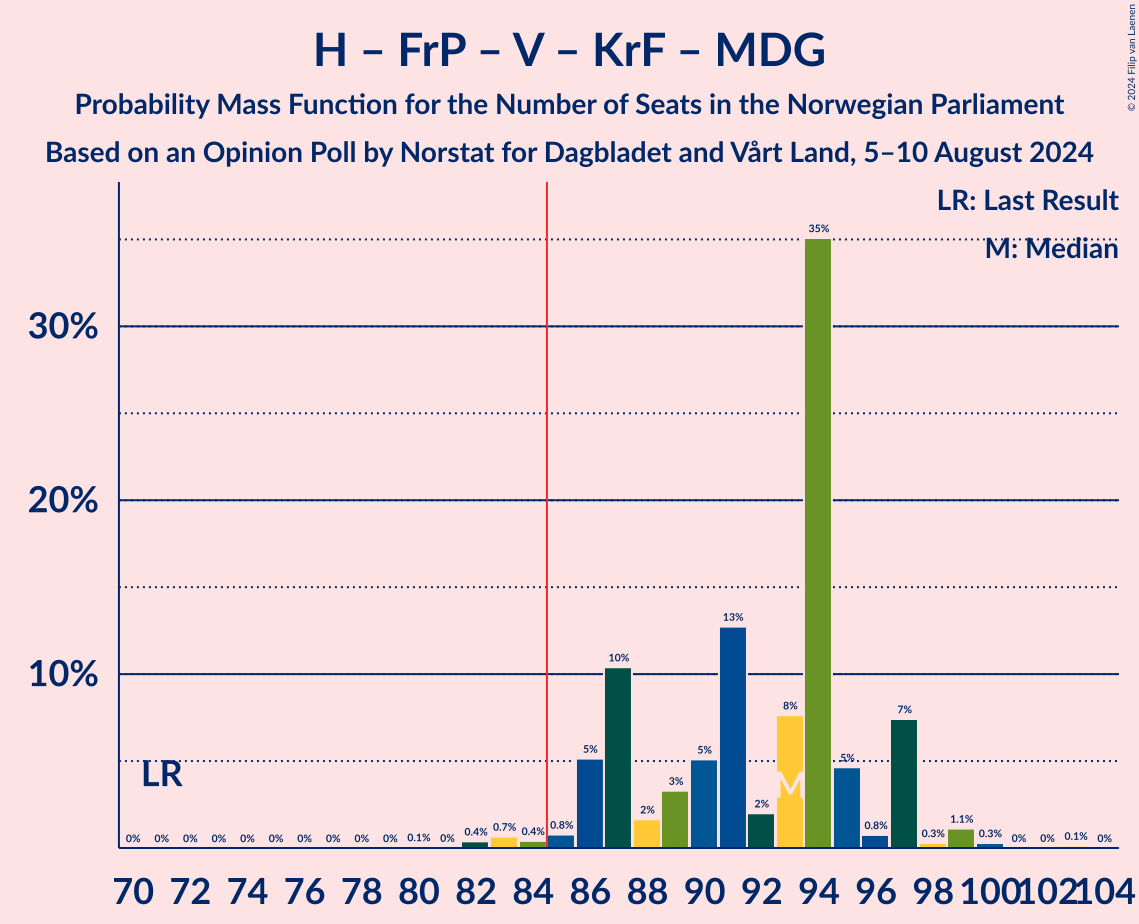 H – FrP – V – KrF – MDG
Probability Mass Function for the Number of Seats in the Norwegian Parliament
Based on an Opinion Poll by Norstat for Dagbladet and Vårt Land, 5–10 August 2024
© 2024 Filip van Laenen
LR: Last Result
M: Median
30%
20%
10%
LR
M
0% 0% 0% 0% 0% 0% 0% 0% 0% 0% 0.1% 0% 0.4% 0.7% 0.4% 0.8% 5% 10% 2% 3% 5% 13% 2% 8% 35% 5% 0.8% 7% 0.3% 1.1% 0.3% 0% 0% 0.1% 0%
70 72 74 76 78 80 82 84 86 88 90 92 94 96 98 100 102 104